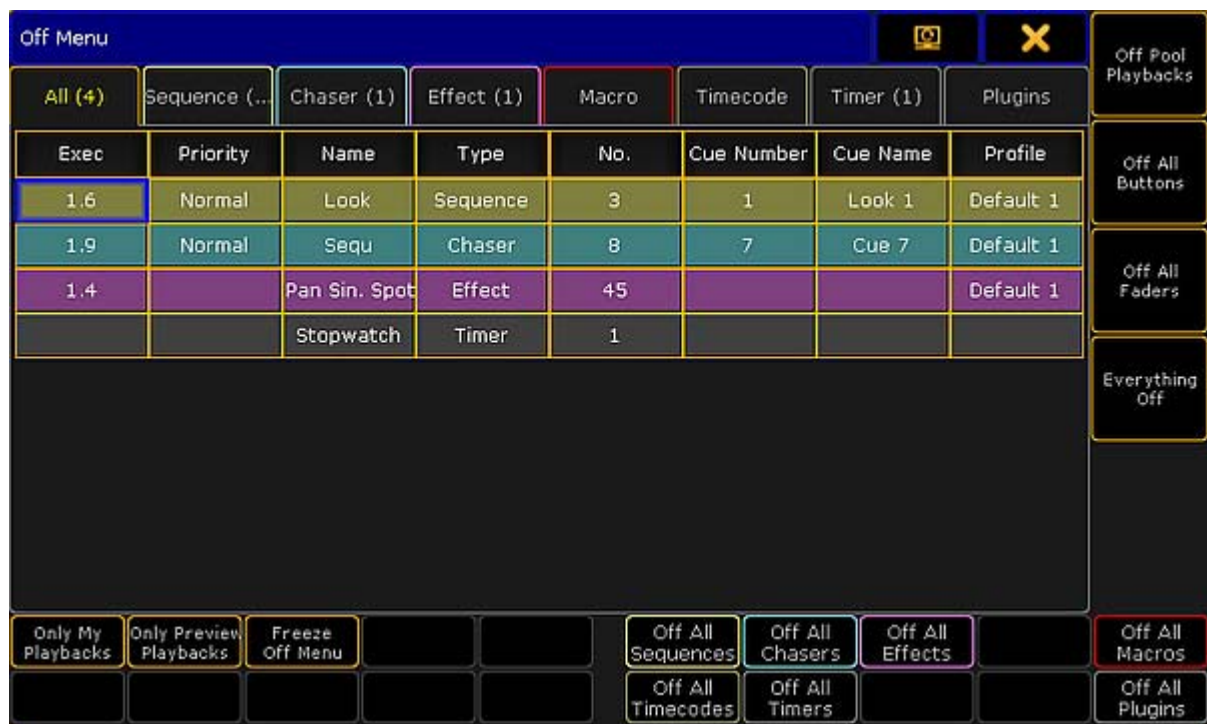 Off Menu
All (4) Sequence (... Chaser (1) Effect (1) Macro Timecode Timer (1) Plugins
Exec Priority Name Type No. Cue Number Cue Name Profile
1.6 Normal Look Sequence 3 1 Look 1 Default 1
1.9 Normal Sequ Chaser 8 7 Cue 7 Default 1
1.4 Pan Sin. Spot Effect 45 Default 1
Stopwatch Timer 1
Off Pool
Playbacks
Off All
Buttons
Off All
Faders
Everything
Off
Only My
Playbacks
Only Preview
Playbacks
Freeze
Off Menu
Off All
Sequences
Off All
Chasers
Off All
Effects
Off All
Macros
Off All
Timecodes
Off All
Timers
Off All
Plugins